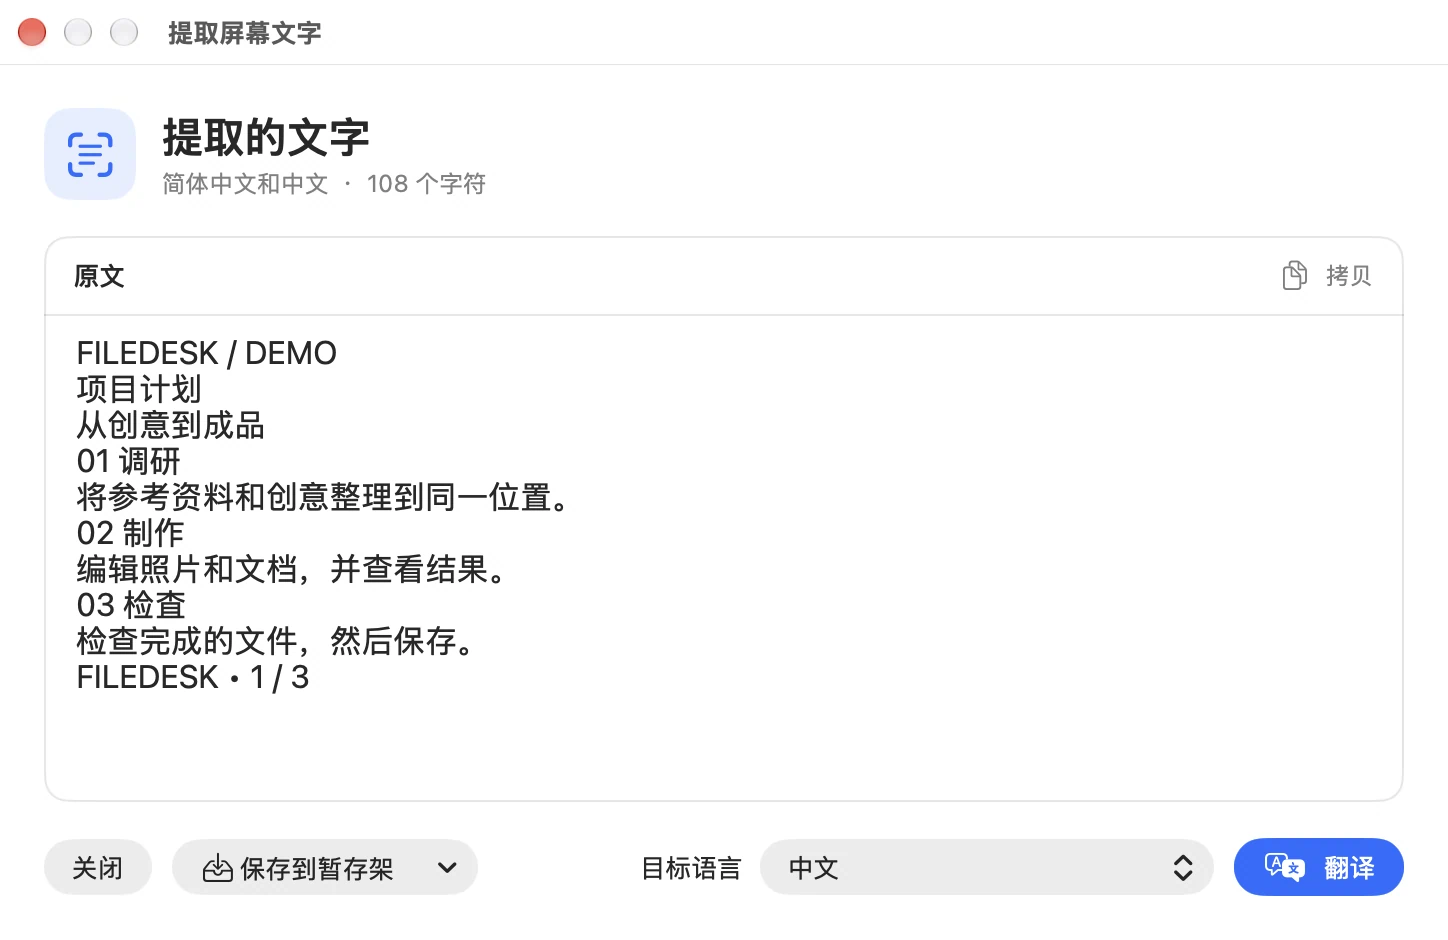 提取屏幕文字
提取的文字
简体中文和中文 · 108 个字符
原文
拷贝
FILEDESK / DEMO
项目计划
从创意到成品
01 调研
将参考资料和创意整理到同一位置。
02 制作
编辑照片和文档，并查看结果。
03 检查
检查完成的文件，然后保存。
FILEDESK • 1 / 3
关闭
保存到暂存架
目标语言
中文
翻译